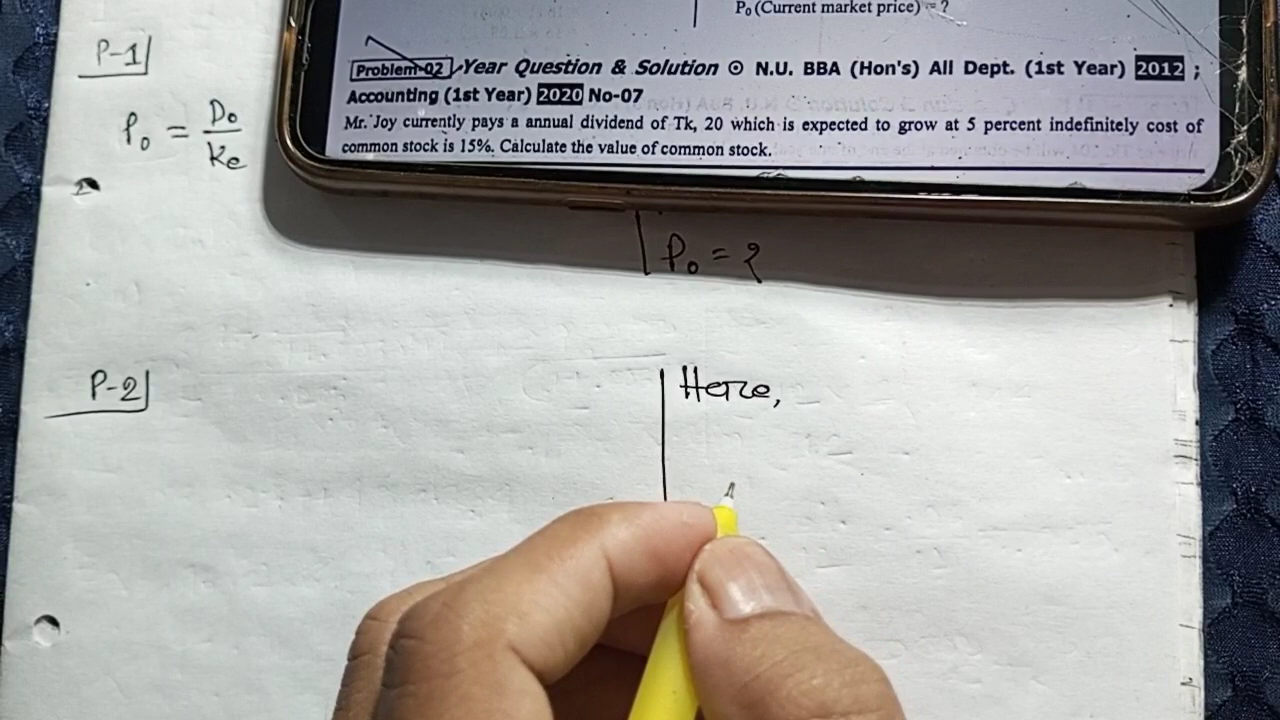 P-1
P₀ = D₀ / Ke
P₀ (Current market price) = ?
Problem-02 Year Question & Solution ⊙ N.U. BBA (Hon's) All Dept. (1st Year) 2012 ;
Accounting (1st Year) 2020 No-07
Mr. Joy currently pays a annual dividend of Tk, 20 which is expected to grow at 5 percent indefinitely cost of
common stock is 15%. Calculate the value of common stock.
P₀ = ?
P-2
Here,